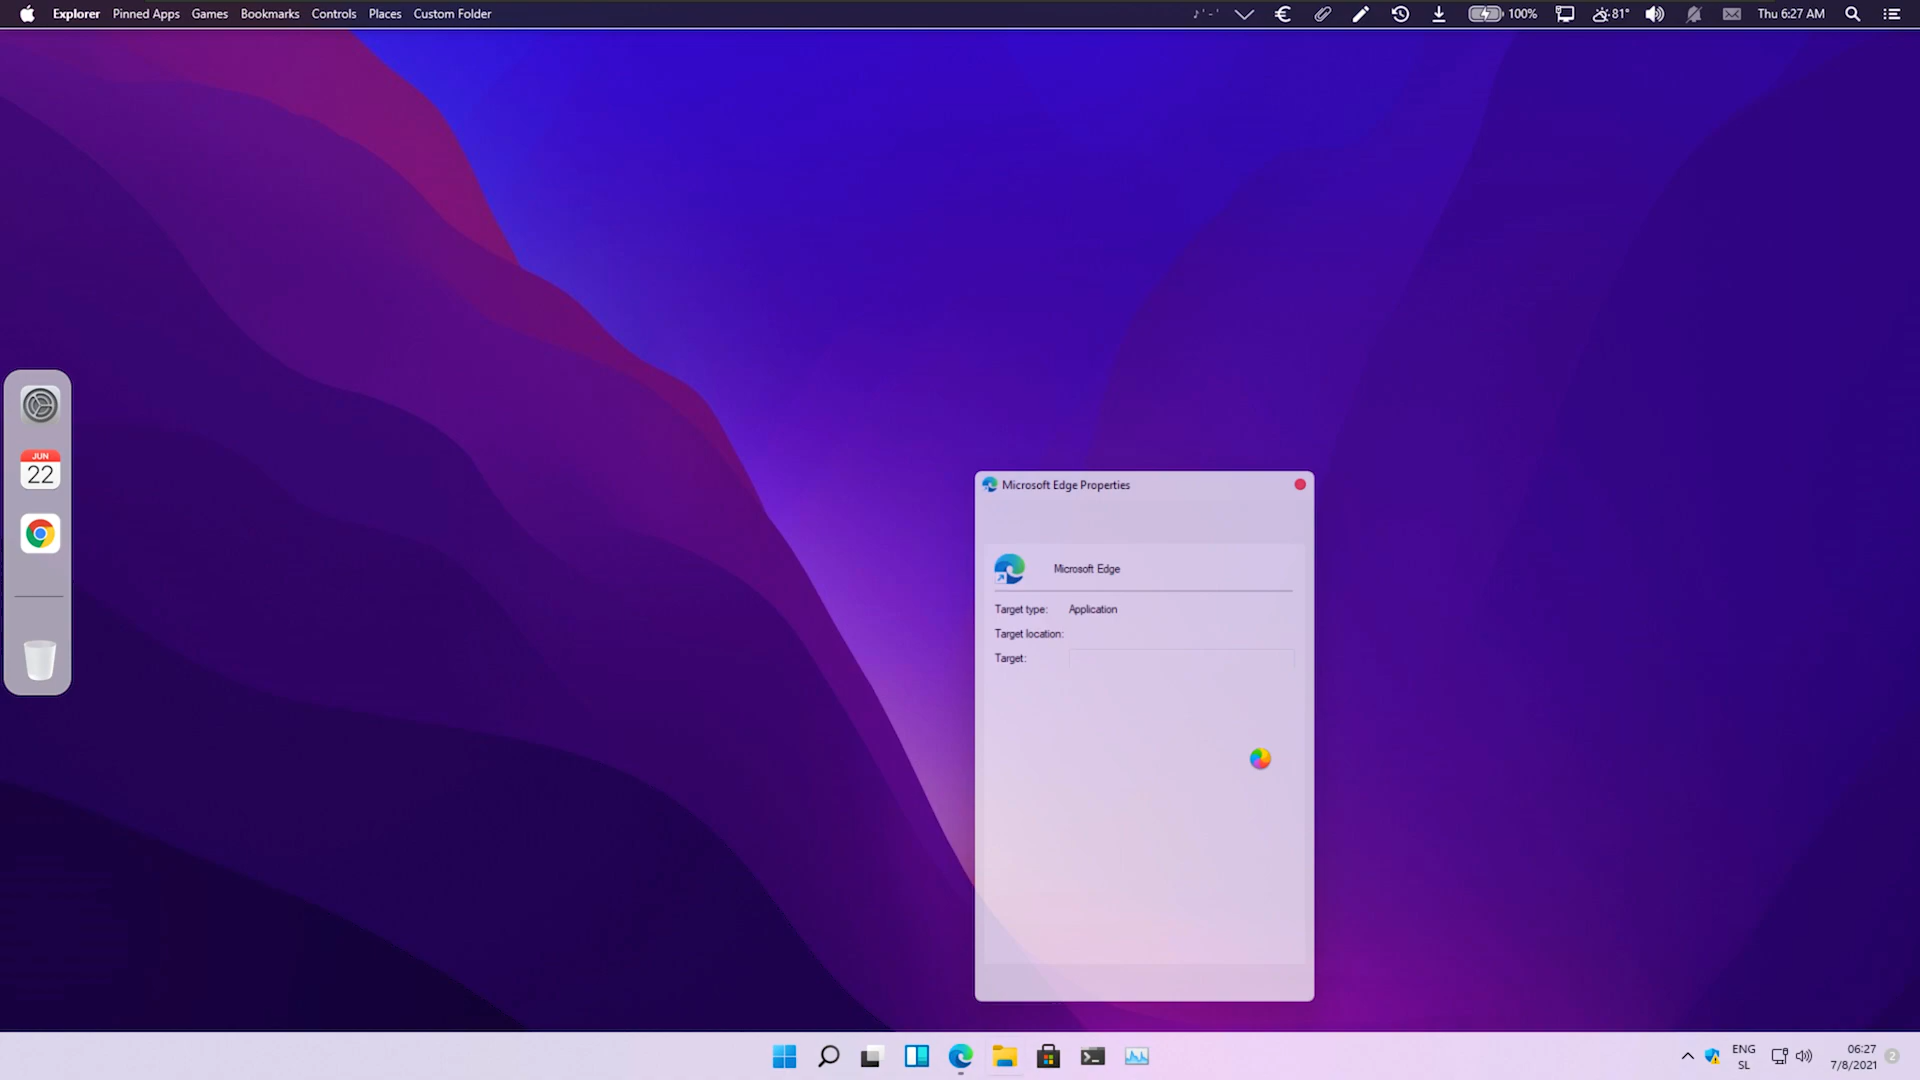 Explorer Pinned Apps Games Bookmarks Controls Places Custom Folder
€ 100% 81° Thu 6:27 AM
JUN
22
Microsoft Edge Properties
Microsoft Edge
Target type: Application
Target location:
Target:
ENG
SL
06:27
7/8/2021
2